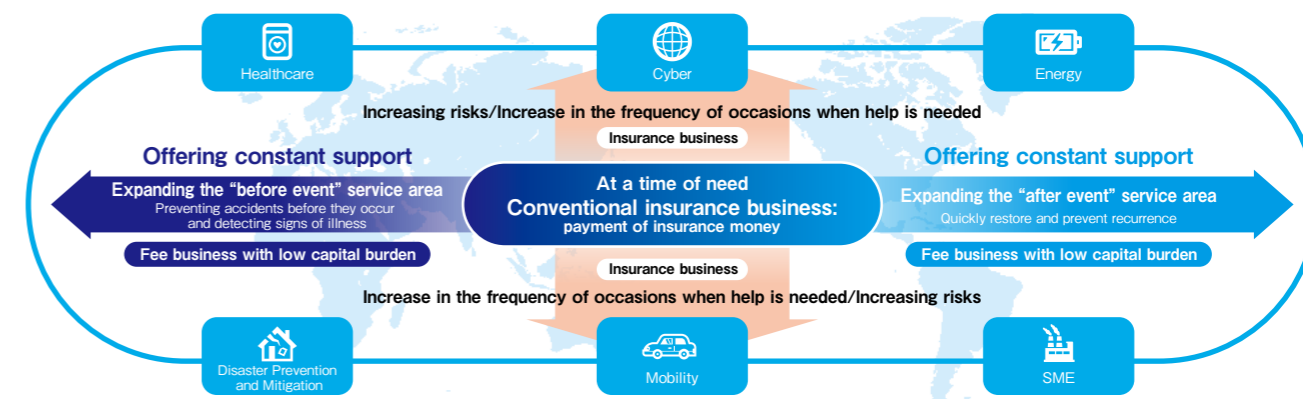 Healthcare
Cyber
Energy
Increasing risks/Increase in the frequency of occasions when help is needed
Insurance business
Offering constant support
Expanding the “before event” service area
Preventing accidents before they occur
and detecting signs of illness
Fee business with low capital burden
At a time of need
Conventional insurance business:
payment of insurance money
Offering constant support
Expanding the “after event” service area
Quickly restore and prevent recurrence
Fee business with low capital burden
Insurance business
Increase in the frequency of occasions when help is needed/Increasing risks
Disaster Prevention
and Mitigation
Mobility
SME